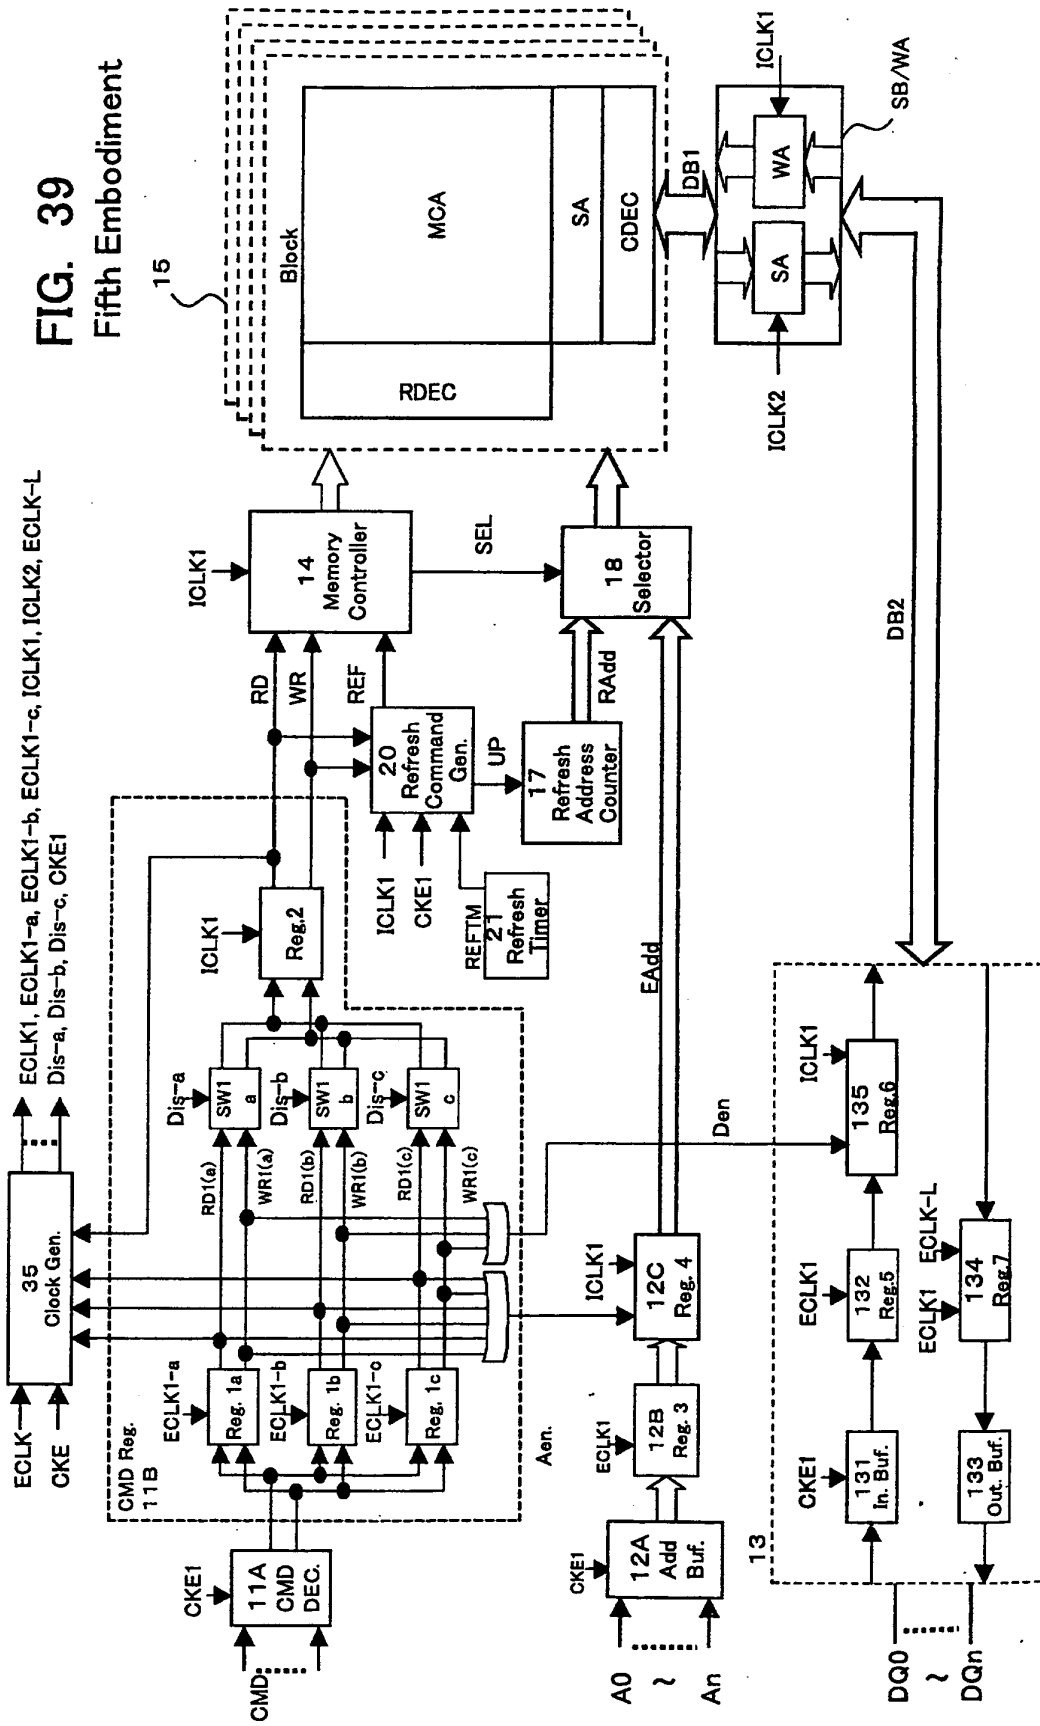 FIG. 39
Fifth Embodiment
ECLK
CKE
35
Clock Gen.
ECLK1, ECLK1-a, ECLK1-b, ECLK1-c, ICLK1, ICLK2, ECLK-L
Dis-a, Dis-b, Dis-c, CKE1
CMD Reg.
11B
CMD
CKE1
11A
CMD
DEC.
ECLK1-a
Reg. 1a
ECLK1-b
Reg. 1b
ECLK1-c
Reg. 1c
RD1(a)
WR1(a)
RD1(b)
WR1(b)
RD1(c)
WR1(c)
Dis-a
SW1
a
Dis-b
SW1
b
Dis-c
SW1
c
ICLK1
Reg.2
RD
WR
REF
ICLK1
14
Memory
Controller
SEL
ICLK1
CKE1
REFTM
20
Refresh
Command
Gen.
21
Refresh
Timer
UP
17
Refresh
Address
Counter
RAdd
18
Selector
15
Block
MCA
RDEC
SA
CDEC
DB1
ICLK1
WA
SA
ICLK2
SB/WA
DB2
Aen.
Den
A0
~
An
CKE1
12A
Add
Buf.
ECLK1
12B
Reg. 3
ICLK1
12C
Reg. 4
EAdd
13
DQ0
~
DQn
CKE1
131
In. Buf.
ECLK1
132
Reg.5
ICLK1
135
Reg.6
133
Out. Buf.
ECLK1
ECLK-L
134
Reg.7